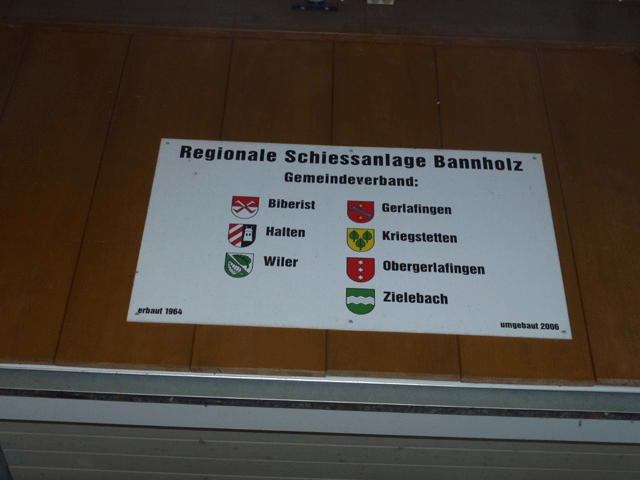 Regionale Schiessanlage Bannholz
Gemeindeverband:
Biberist
Halten
Wiler
Gerlafingen
Kriegstetten
Obergerlafingen
Zielebach
erbaut 1964
umgebaut 2006